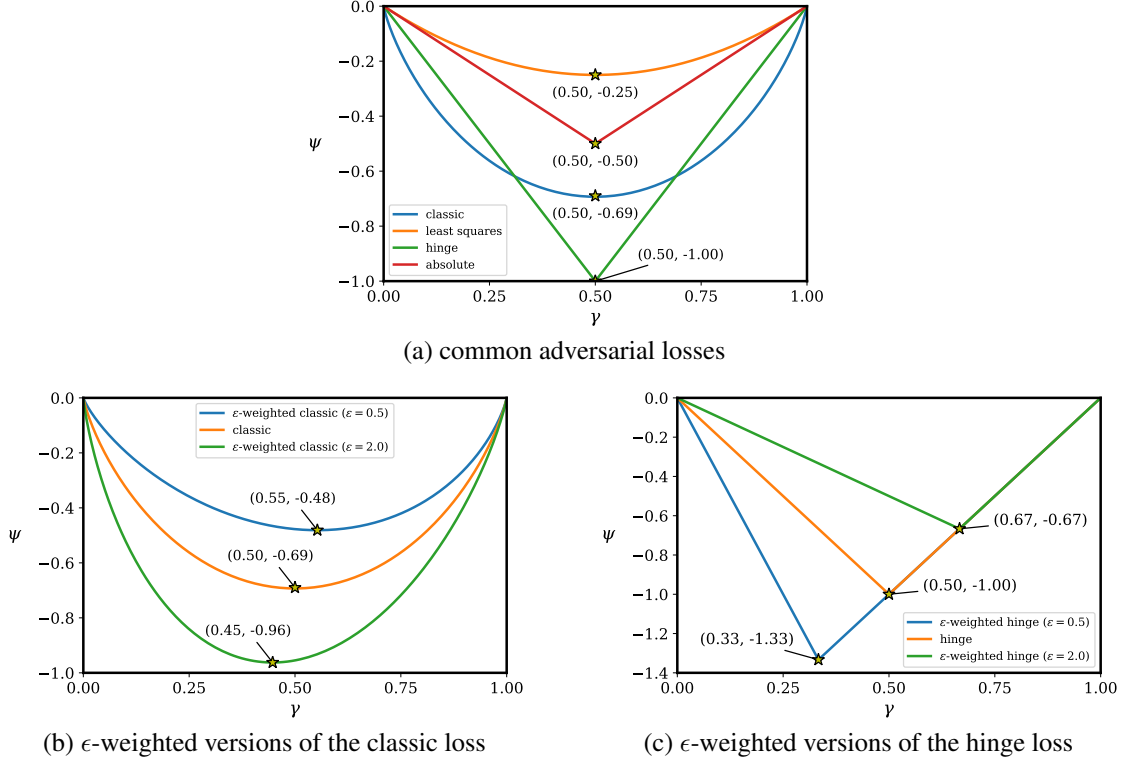 0.0
−0.2
−0.4
−0.6
−0.8
−1.0
ψ
(0.50, -0.25)
(0.50, -0.50)
(0.50, -0.69)
(0.50, -1.00)
classic
least squares
hinge
absolute
0.00 0.25 0.50 0.75 1.00
γ
(a) common adversarial losses
0.0
−0.2
−0.4
−0.6
−0.8
−1.0
ψ
ε-weighted classic (ε = 0.5)
classic
ε-weighted classic (ε = 2.0)
(0.55, -0.48)
(0.50, -0.69)
(0.45, -0.96)
0.00 0.25 0.50 0.75 1.00
γ
(b) ϵ-weighted versions of the classic loss
0.0
−0.2
−0.4
−0.6
−0.8
−1.0
−1.2
−1.4
ψ
(0.67, -0.67)
(0.50, -1.00)
(0.33, -1.33)
ε-weighted hinge (ε = 0.5)
hinge
ε-weighted hinge (ε = 2.0)
0.00 0.25 0.50 0.75 1.00
γ
(c) ϵ-weighted versions of the hinge loss